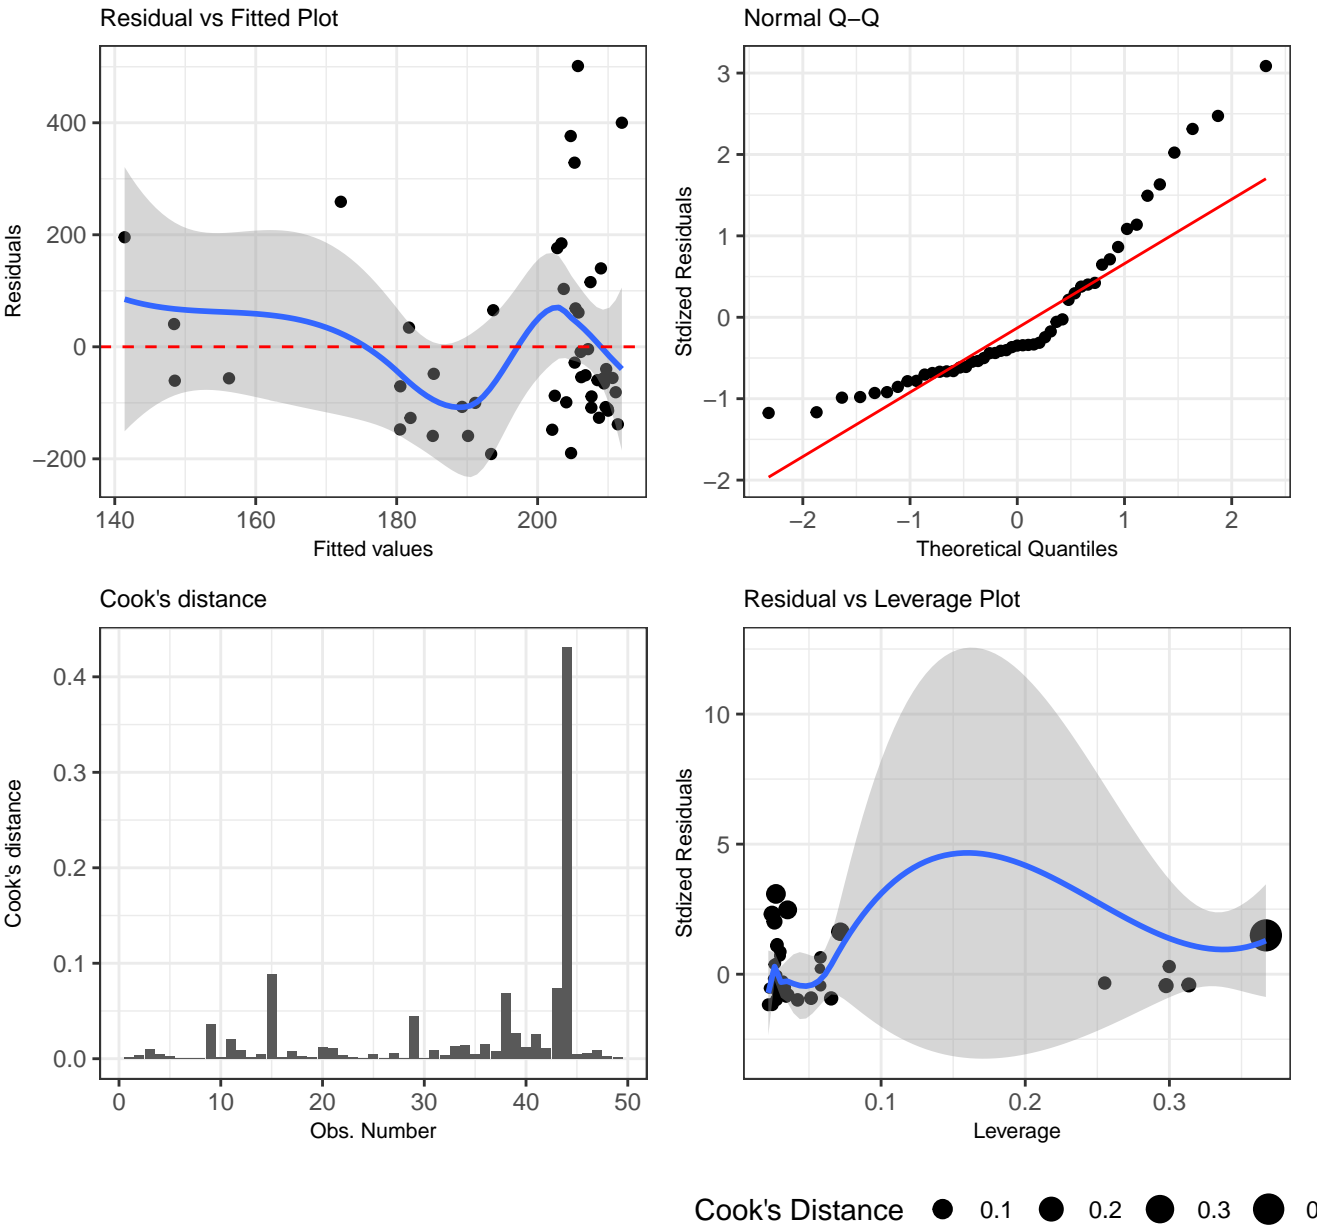 Residual vs Fitted Plot
Residuals
400
200
0
−200
140 160 180 200
Fitted values
Normal Q−Q
Stdized Residuals
3
2
1
0
−1
−2
−2 −1 0 1 2
Theoretical Quantiles
Cook's distance
Cook's distance
0.4
0.3
0.2
0.1
0.0
0 10 20 30 40 50
Obs. Number
Residual vs Leverage Plot
Stdized Residuals
10
5
0
0.1 0.2 0.3
Leverage
Cook's Distance 0.1 0.2 0.3 0